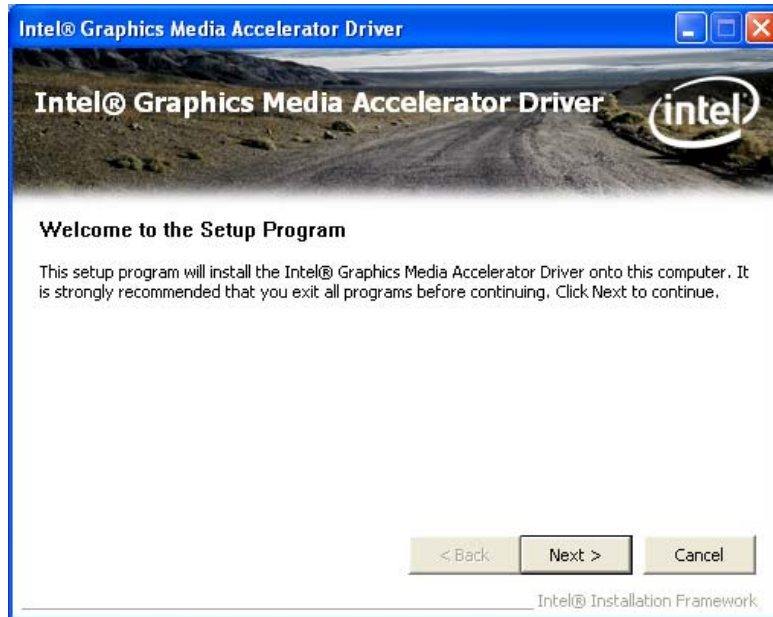 Intel® Graphics Media Accelerator Driver
Intel® Graphics Media Accelerator Driver
intel
Welcome to the Setup Program
This setup program will install the Intel® Graphics Media Accelerator Driver onto this computer. It
is strongly recommended that you exit all programs before continuing. Click Next to continue.
< Back
Next >
Cancel
Intel® Installation Framework